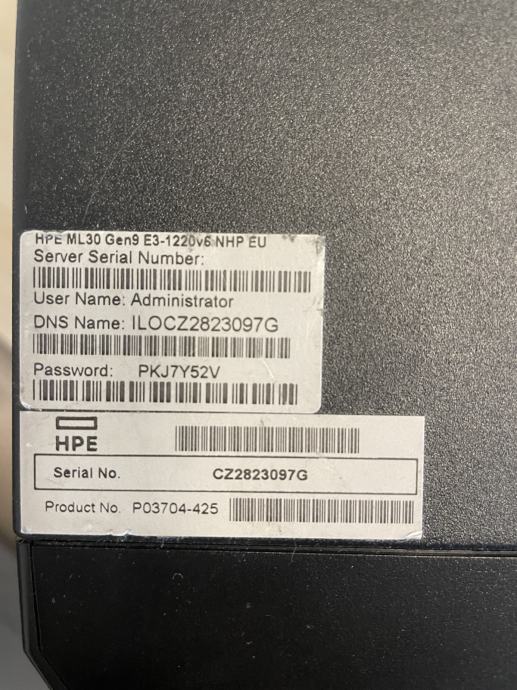 HPE ML30 Gen9 E3-1220v6 NHP EU
Server Serial Number:
User Name: Administrator
DNS Name: ILOCZ2823097G
Password: PKJ7Y52V
HPE
Serial No. CZ2823097G
Product No. P03704-425